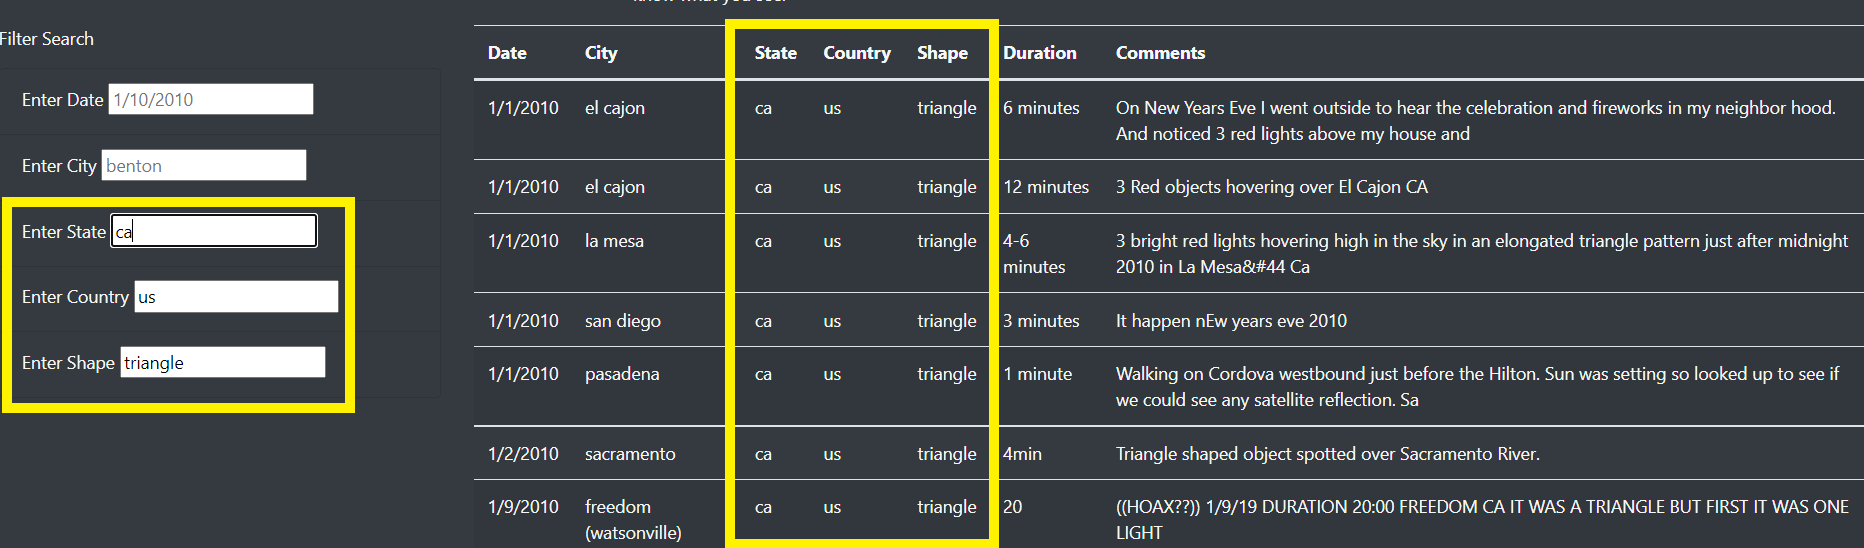 Filter Search
Enter Date 1/10/2010
Enter City benton
Enter State ca
Enter Country us
Enter Shape triangle
know what you see.
Date City State Country Shape Duration Comments
1/1/2010 el cajon ca us triangle 6 minutes On New Years Eve I went outside to hear the celebration and fireworks in my neighbor hood.
And noticed 3 red lights above my house and
1/1/2010 el cajon ca us triangle 12 minutes 3 Red objects hovering over El Cajon CA
1/1/2010 la mesa ca us triangle 4-6 3 bright red lights hovering high in the sky in an elongated triangle pattern just after midnight
minutes 2010 in La Mesa&#44 Ca
1/1/2010 san diego ca us triangle 3 minutes It happen nEw years eve 2010
1/1/2010 pasadena ca us triangle 1 minute Walking on Cordova westbound just before the Hilton. Sun was setting so looked up to see if
we could see any satellite reflection. Sa
1/2/2010 sacramento ca us triangle 4min Triangle shaped object spotted over Sacramento River.
1/9/2010 freedom ca us triangle 20 ((HOAX??)) 1/9/19 DURATION 20:00 FREEDOM CA IT WAS A TRIANGLE BUT FIRST IT WAS ONE
(watsonville) LIGHT